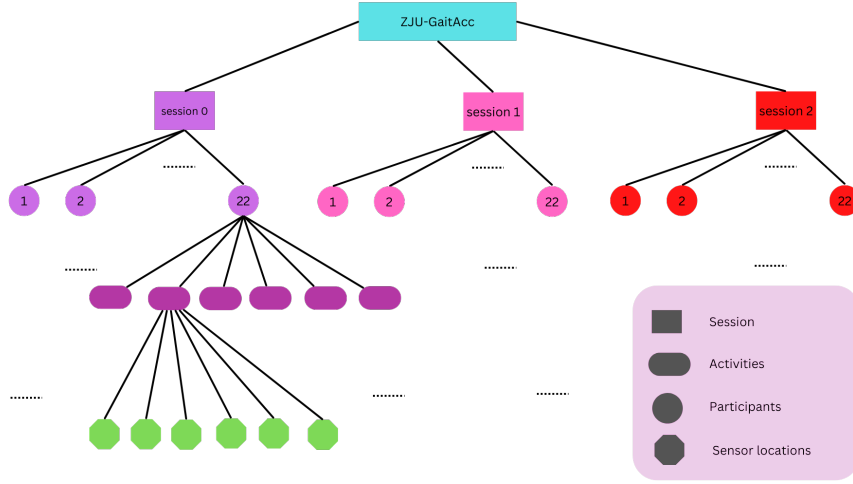 ZJU-GaitAcc
session 0
session 1
session 2
1 2 22 1 2 22 1 2 22
Session
Activities
Participants
Sensor locations